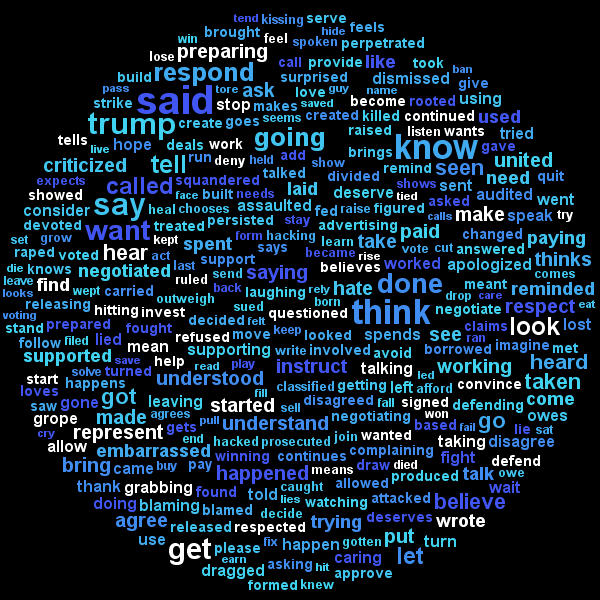 tend kissing serve
win brought feel spoken hide feels
lose preparing provide call like took perpetrated
build respond surprised dismissed ban
pass tore love guy name give
strike said ask stop makes saved become rooted using
trump create goes seems created killed continued used
tells hope deals work going raised listen wants tried
live tell run deny held add show brings know united gave
criticized talked remind seen need quit
expects called squandered laid divided shows tied sent audited
showed face built needs deserve asked went
consider say heal chooses assaulted fed raise figured calls make speak try
devoted treated persisted stay advertising paid changed
set grow want kept form hacking learn take vote cut answered paying
raped voted act hear spent says became rise
die knows negotiated last support believes worked apologized thinks
leave find ruled send saying hate done meant comes
looks wept carried back laughing rely drop care reminded
releasing hitting invest outweigh born negotiate respect eat
voting sued questioned think
stand prepared fought decided felt claims look lost
follow filed lied refused move keep looked spends see ran imagine met
supported mean supporting write involved avoid borrowed heard
save help read play instruct talking working
start solve turned understood classified getting led convince taken
loves happens left afford
saw gone got leaving started fill disagreed fall signed defending come
grope made agrees sell won owes
cry represent gets pull understand negotiating based fail go lie sat
allow end hacked prosecuted join wanted taking disagree
embarrassed continues complaining defend
bring came buy pay winning means draw died fight talk owe
thank grabbing happened produced
doing found told caught lies watching allowed attacked believe wait
blaming blamed decide deserves
agree released respected trying wrote
use get please fix happen gotten put turn
earn asking hit caring let
dragged approve
formed knew